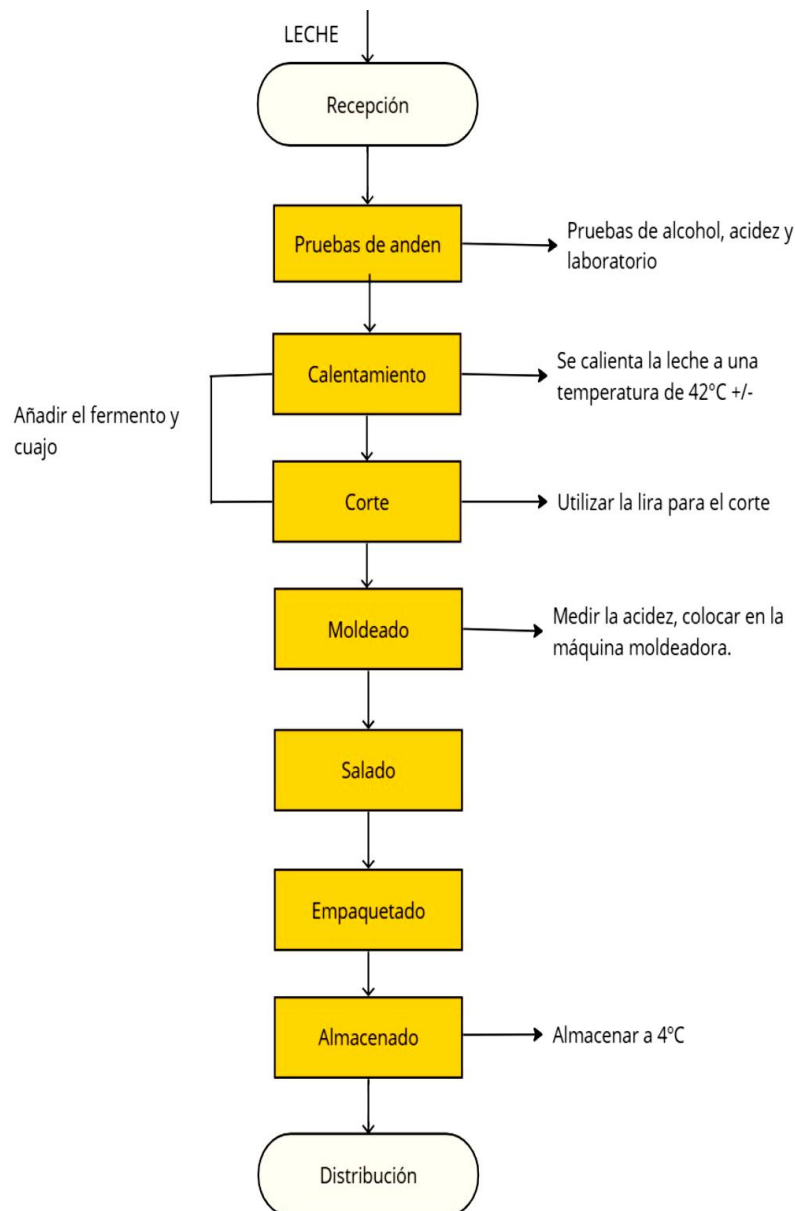 LECHE
Recepción
Pruebas de anden
Pruebas de alcohol, acidez y
laboratorio
Calentamiento
Se calienta la leche a una
temperatura de 42°C +/-
Añadir el fermento y
cuajo
Corte
Utilizar la lira para el corte
Moldeado
Medir la acidez, colocar en la
máquina moldeadora.
Salado
Empaquetado
Almacenado
Almacenar a 4°C
Distribución